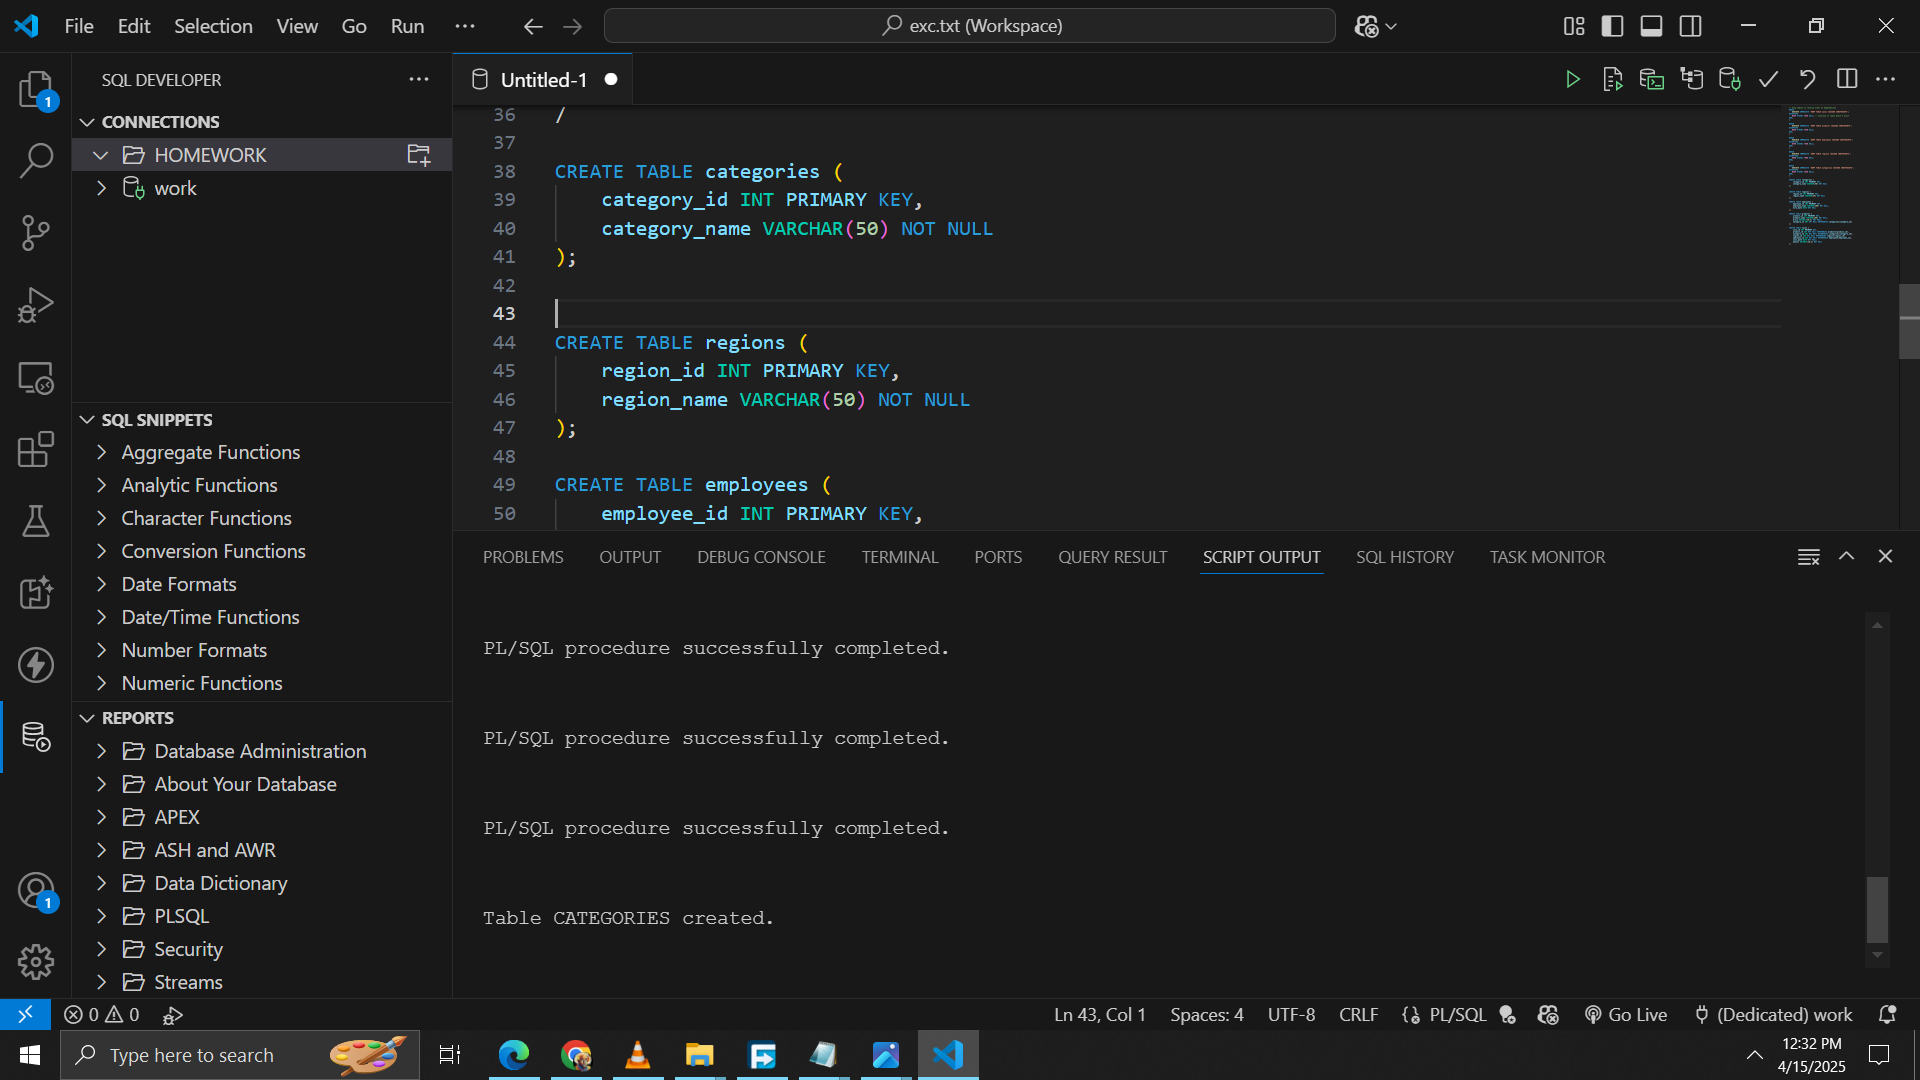 File Edit Selection View Go Run ··· exc.txt (Workspace)
SQL DEVELOPER
CONNECTIONS
HOMEWORK
work
SQL SNIPPETS
Aggregate Functions
Analytic Functions
Character Functions
Conversion Functions
Date Formats
Date/Time Functions
Number Formats
Numeric Functions
REPORTS
Database Administration
About Your Database
APEX
ASH and AWR
Data Dictionary
PLSQL
Security
Streams
1
1
Untitled-1
36 /
37
38 CREATE TABLE categories (
39 category_id INT PRIMARY KEY,
40 category_name VARCHAR(50) NOT NULL
41 );
42
43
44 CREATE TABLE regions (
45 region_id INT PRIMARY KEY,
46 region_name VARCHAR(50) NOT NULL
47 );
48
49 CREATE TABLE employees (
50 employee_id INT PRIMARY KEY,
PROBLEMS OUTPUT DEBUG CONSOLE TERMINAL PORTS QUERY RESULT SCRIPT OUTPUT SQL HISTORY TASK MONITOR
PL/SQL procedure successfully completed.
PL/SQL procedure successfully completed.
PL/SQL procedure successfully completed.
Table CATEGORIES created.
0 0 Ln 43, Col 1 Spaces: 4 UTF-8 CRLF PL/SQL Go Live (Dedicated) work
Type here to search
12:32 PM
4/15/2025